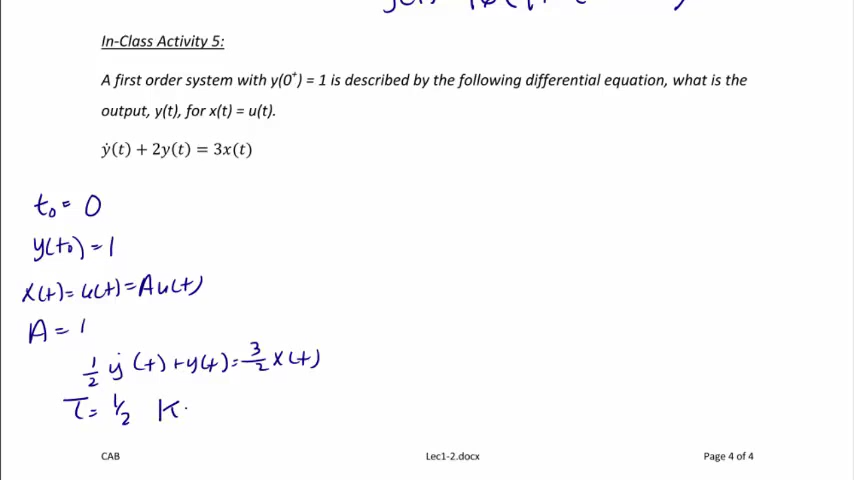 In-Class Activity 5:
A first order system with y(0⁺) = 1 is described by the following differential equation, what is the
output, y(t), for x(t) = u(t).
ẏ(t) + 2y(t) = 3x(t)
t₀ = 0
y(t₀) = 1
x(t) = u(t) = Au(t)
A = 1
1/2 ẏ(t) + y(t) = 3/2 x(t)
τ = 1/2 K
CAB Lec1-2.docx Page 4 of 4